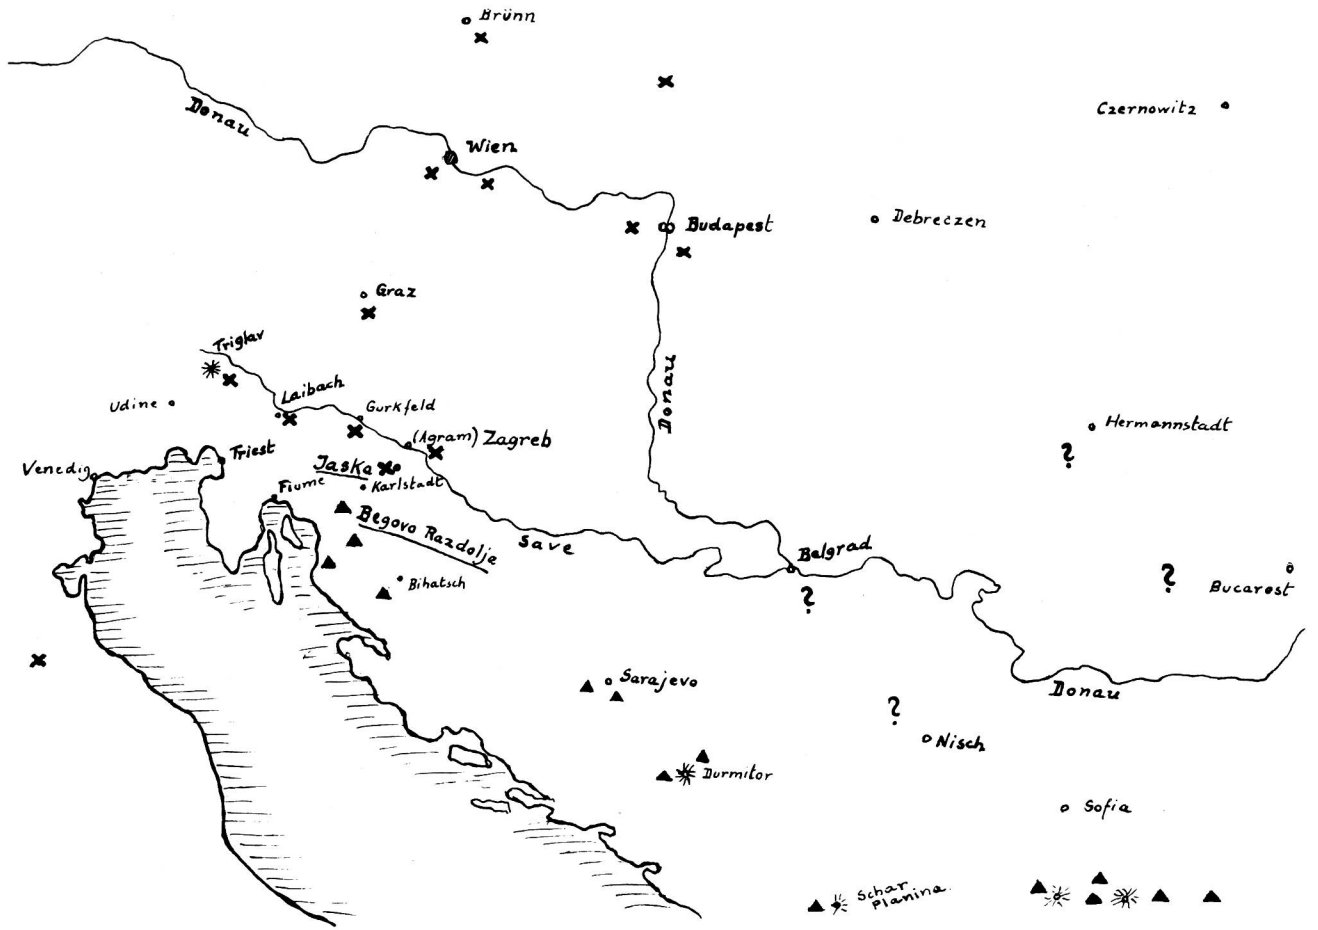 Brünn
Donau
Wien
Czernowitz
Budapest
Debreczen
Graz
Triglav
Laibach
Udine
Gurkfeld
Donau
Hermannstadt
?
(Agram) Zagreb
Triest
Venedig
Jaska
Karlstadt
Fiume
Begovo Razdolje
Save
Belgrad
?
?
Bucarest
Bihatsch
Sarajevo
Donau
?
Nisch
Durmitor
Sofia
Schar
Planina